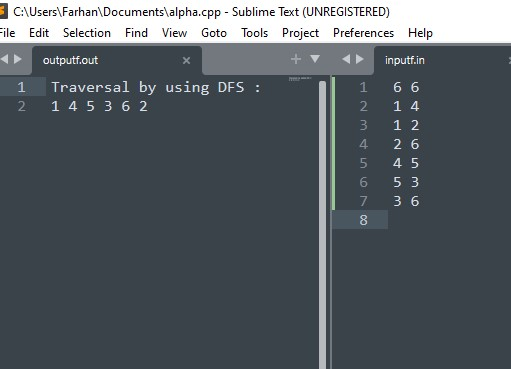 C:\Users\Farhan\Documents\alpha.cpp - Sublime Text (UNREGISTERED)
File Edit Selection Find View Goto Tools Project Preferences Help
outputf.out × + inputf.in
1 Traversal by using DFS :
2 1 4 5 3 6 2
1 6 6
2 1 4
3 1 2
4 2 6
5 4 5
6 5 3
7 3 6
8